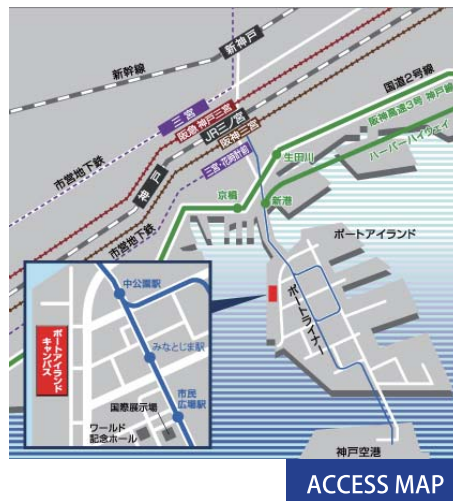 新神戸
新幹線
国道2号線
三宮
阪急 神戸三宮
JR三ノ宮
阪神三宮
阪神高速3号 神戸線
ハーバーハイウェイ
市営地下鉄
神戸
三宮・花時計前
生田川
京橋
新港
市営地下鉄
ポートアイランド
ポートライナー
中公園駅
ポートアイランド
キャンパス
みなとじま駅
市民
広場駅
国際展示場
ワールド
記念ホール
神戸空港
ACCESS MAP